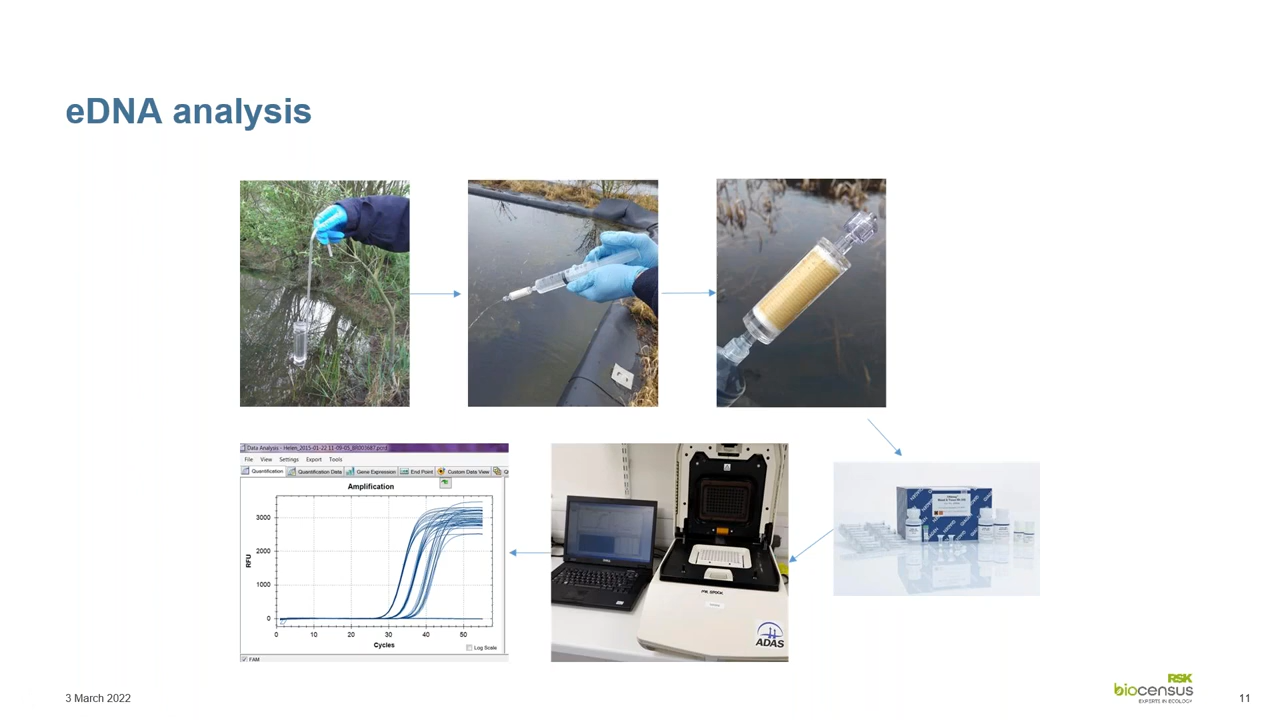 eDNA analysis
Data Analysis - Helen_2015-01-22 11-09-05_BR003687.pcrd
File View Settings Export Tools
Quantification Quantification Data Gene Expression End Point Custom Data View
Amplification
3000
2000
1000
0
RFU
0 10 20 30 40 50
Cycles
Log Scale
FAM
ADAS
3 March 2022
RSK
biocensus
EXPERTS IN ECOLOGY
11